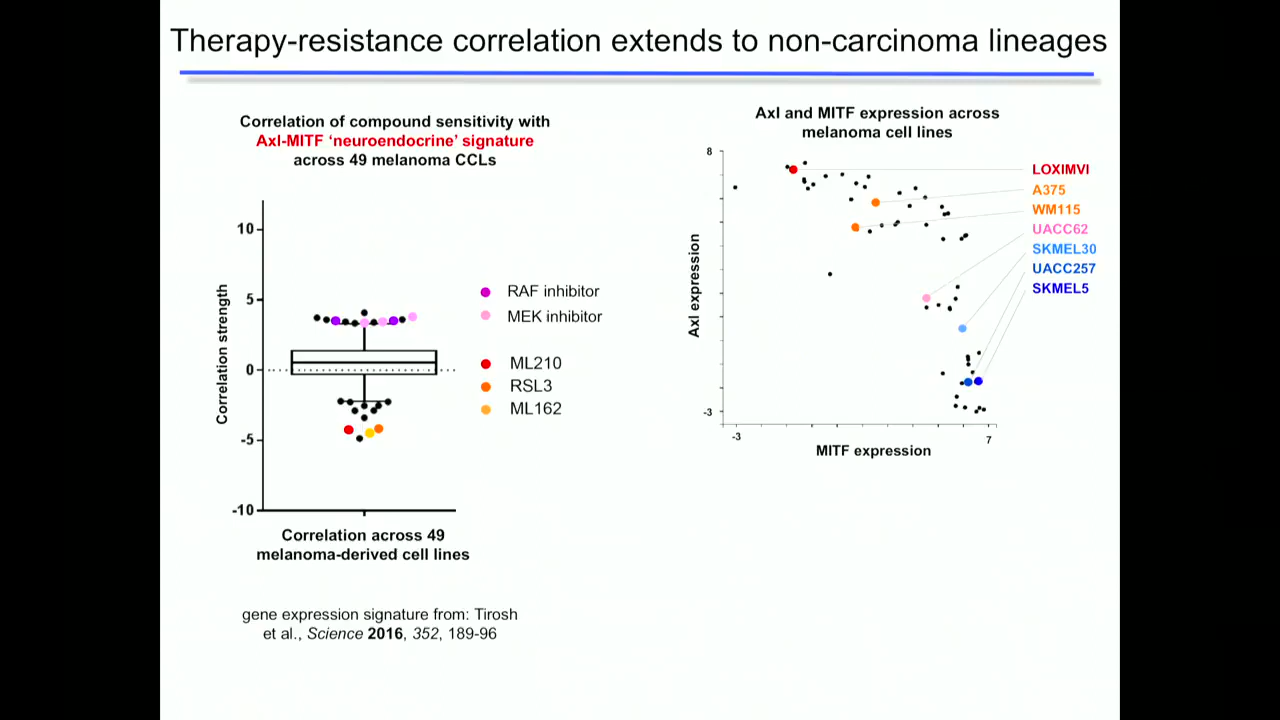 Therapy-resistance correlation extends to non-carcinoma lineages
Correlation of compound sensitivity with
Axl-MITF ‘neuroendocrine’ signature
across 49 melanoma CCLs
10
5
0
-5
-10
Correlation strength
RAF inhibitor
MEK inhibitor
ML210
RSL3
ML162
Correlation across 49
melanoma-derived cell lines
gene expression signature from: Tirosh
et al., Science 2016, 352, 189-96
Axl and MITF expression across
melanoma cell lines
8
-3
Axl expression
-3
7
MITF expression
LOXIMVI
A375
WM115
UACC62
SKMEL30
UACC257
SKMEL5